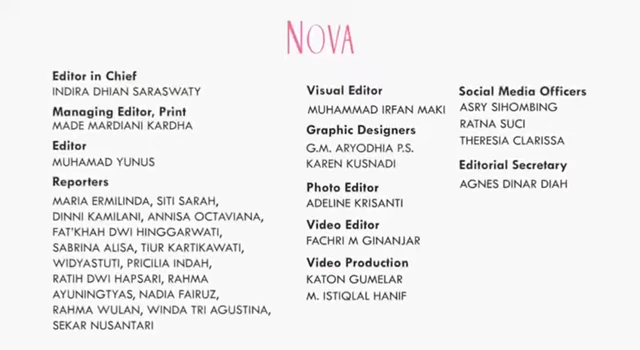 NOVA
Editor in Chief
INDIRA DHIAN SARASWATY
Managing Editor, Print
MADE MARDIANI KARDHA
Editor
MUHAMAD YUNUS
Reporters
MARIA ERMILINDA, SITI SARAH,
DINNI KAMILANI, ANNISA OCTAVIANA,
FAT'KHAH DWI HINGGARWATI,
SABRINA ALISA, TIUR KARTIKAWATI,
WIDYASTUTI, PRICILIA INDAH,
RATIH DWI HAPSARI, RAHMA
AYUNINGTYAS, NADIA FAIRUZ,
RAHMA WULAN, WINDA TRI AGUSTINA,
SEKAR NUSANTARI
Visual Editor
MUHAMMAD IRFAN MAKI
Graphic Designers
G.M. ARYODHIA P.S.
KAREN KUSNADI
Photo Editor
ADELINE KRISANTI
Video Editor
FACHRI M GINANJAR
Video Production
KATON GUMELAR
M. ISTIQLAL HANIF
Social Media Officers
ASRY SIHOMBING
RATNA SUCI
THERESIA CLARISSA
Editorial Secretary
AGNES DINAR DIAH